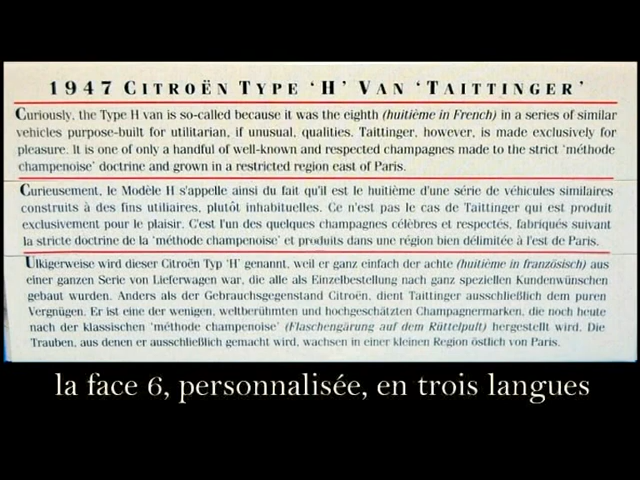 1947 CITROËN TYPE ‘H’ VAN ‘TAITTINGER’
Curiously, the Type H van is so-called because it was the eighth (huitième in French) in a series of similar
vehicles purpose-built for utilitarian, if unusual, qualities. Taittinger, however, is made exclusively for
pleasure. It is one of only a handful of well-known and respected champagnes made to the strict ‘méthode
champenoise’ doctrine and grown in a restricted region east of Paris.
Curieusement, le Modèle H s'appelle ainsi du fait qu'il est le huitième d'une série de véhicules similaires
construits à des fins utiliaires, plutôt inhabituelles. Ce n'est pas le cas de Taittinger qui est produit
exclusivement pour le plaisir. C'est l'un des quelques champagnes célèbres et respectés, fabriqués suivant
la stricte doctrine de la ‘méthode champenoise’ et produits dans une région bien délimitée à l'est de Paris.
Ulkigerweise wird dieser Citroën Typ ‘H’ genannt, weil er ganz einfach der achte (huitième in französisch) aus
einer ganzen Serie von Lieferwagen war, die alle als Einzelbestellung nach ganz speziellen Kundenwünschen
gebaut wurden. Anders als der Gebrauchsgegenstand Citroën, dient Taittinger ausschließlich dem puren
Vergnügen. Er ist eine der wenigen, weltberühmten und hochgeschätzten Champagnermarken, die noch heute
nach der klassischen ‘méthode champenoise’ (Flaschengärung auf dem Rüttelpult) hergestellt wird. Die
Trauben, aus denen er ausschließlich gemacht wird, wachsen in einer kleinen Region östlich von Paris.
la face 6, personnalisée, en trois langues